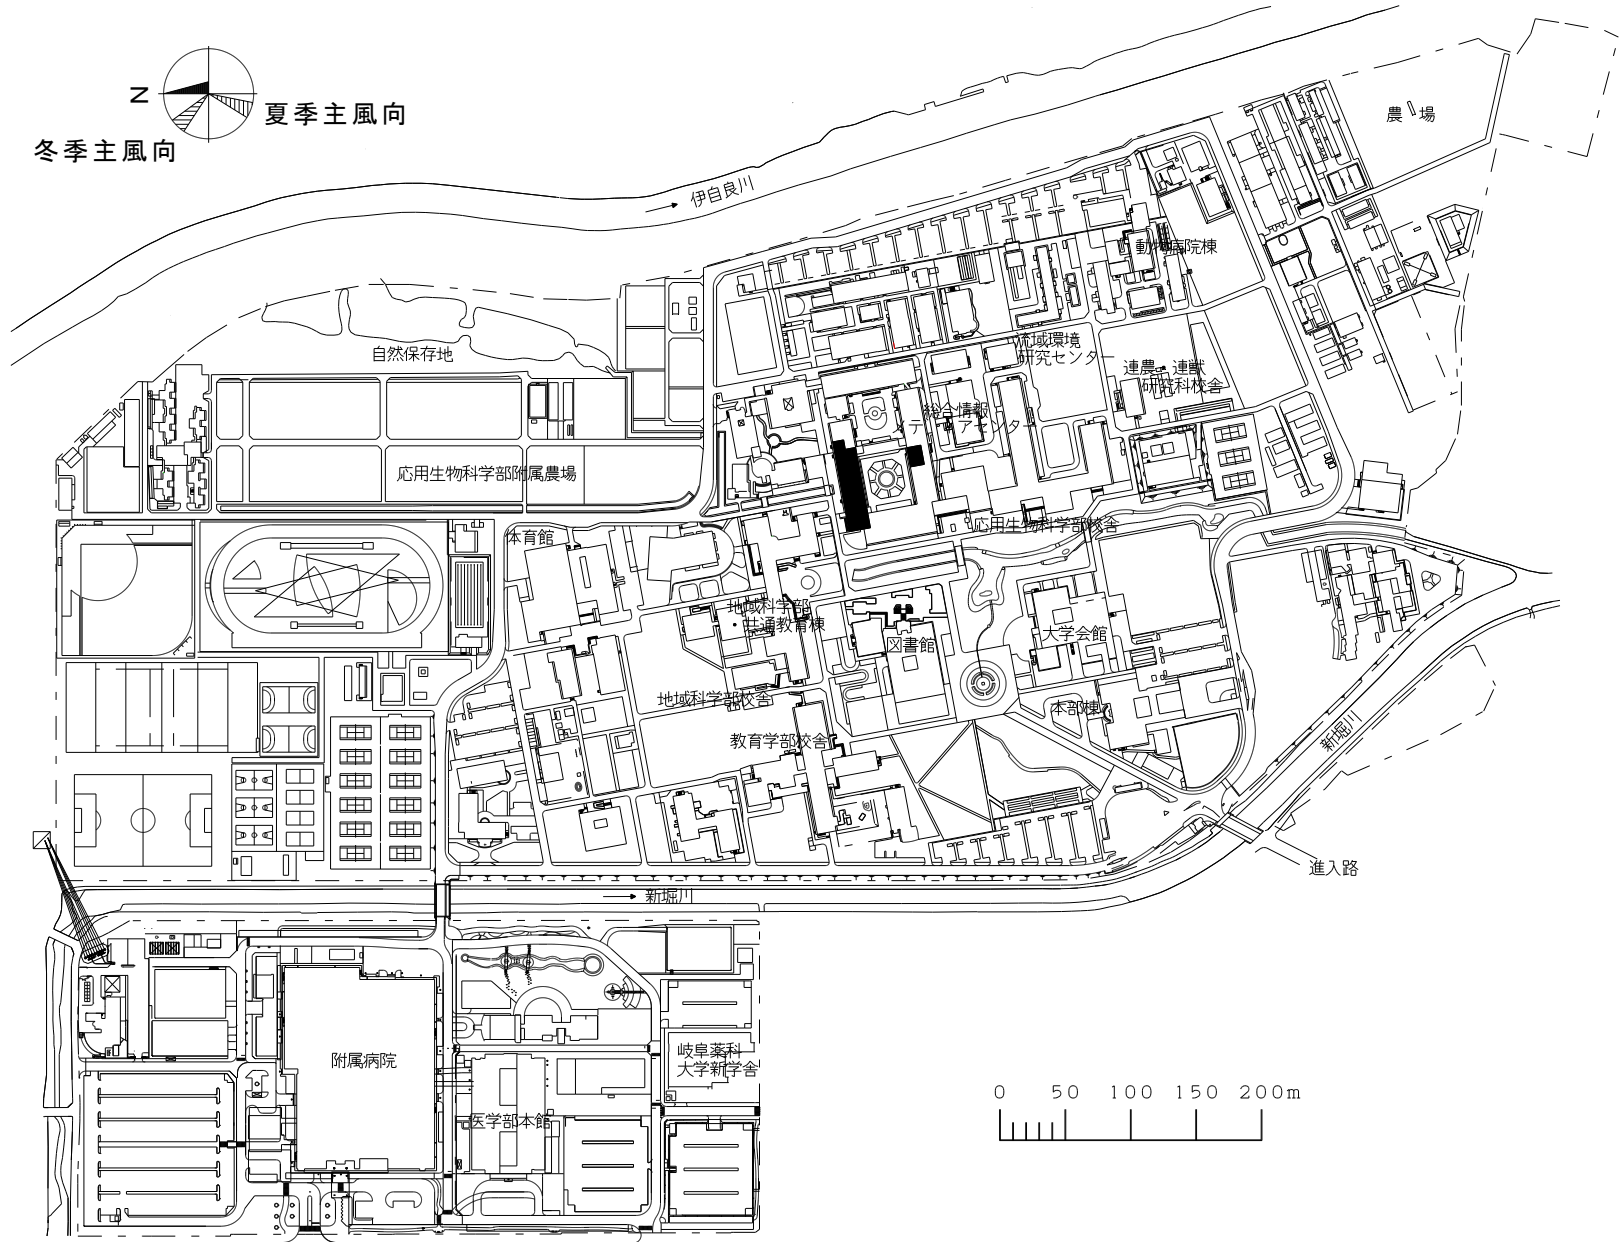 N
夏季主風向
冬季主風向
農場
伊自良川
動物病院棟
自然保存地
流域環境
研究センター
連農・連獣
研究科校舎
総合情報
メディアセンター
応用生物科学部附属農場
応用生物科学部校舎
体育館
地域科学部
共通教育棟
大学会館
図書館
地域科学部校舎
本部棟
教育学部校舎
新堀川
進入路
新堀川
附属病院
岐阜薬科
大学新学舎
医学部本館
0 50 100 150 200m